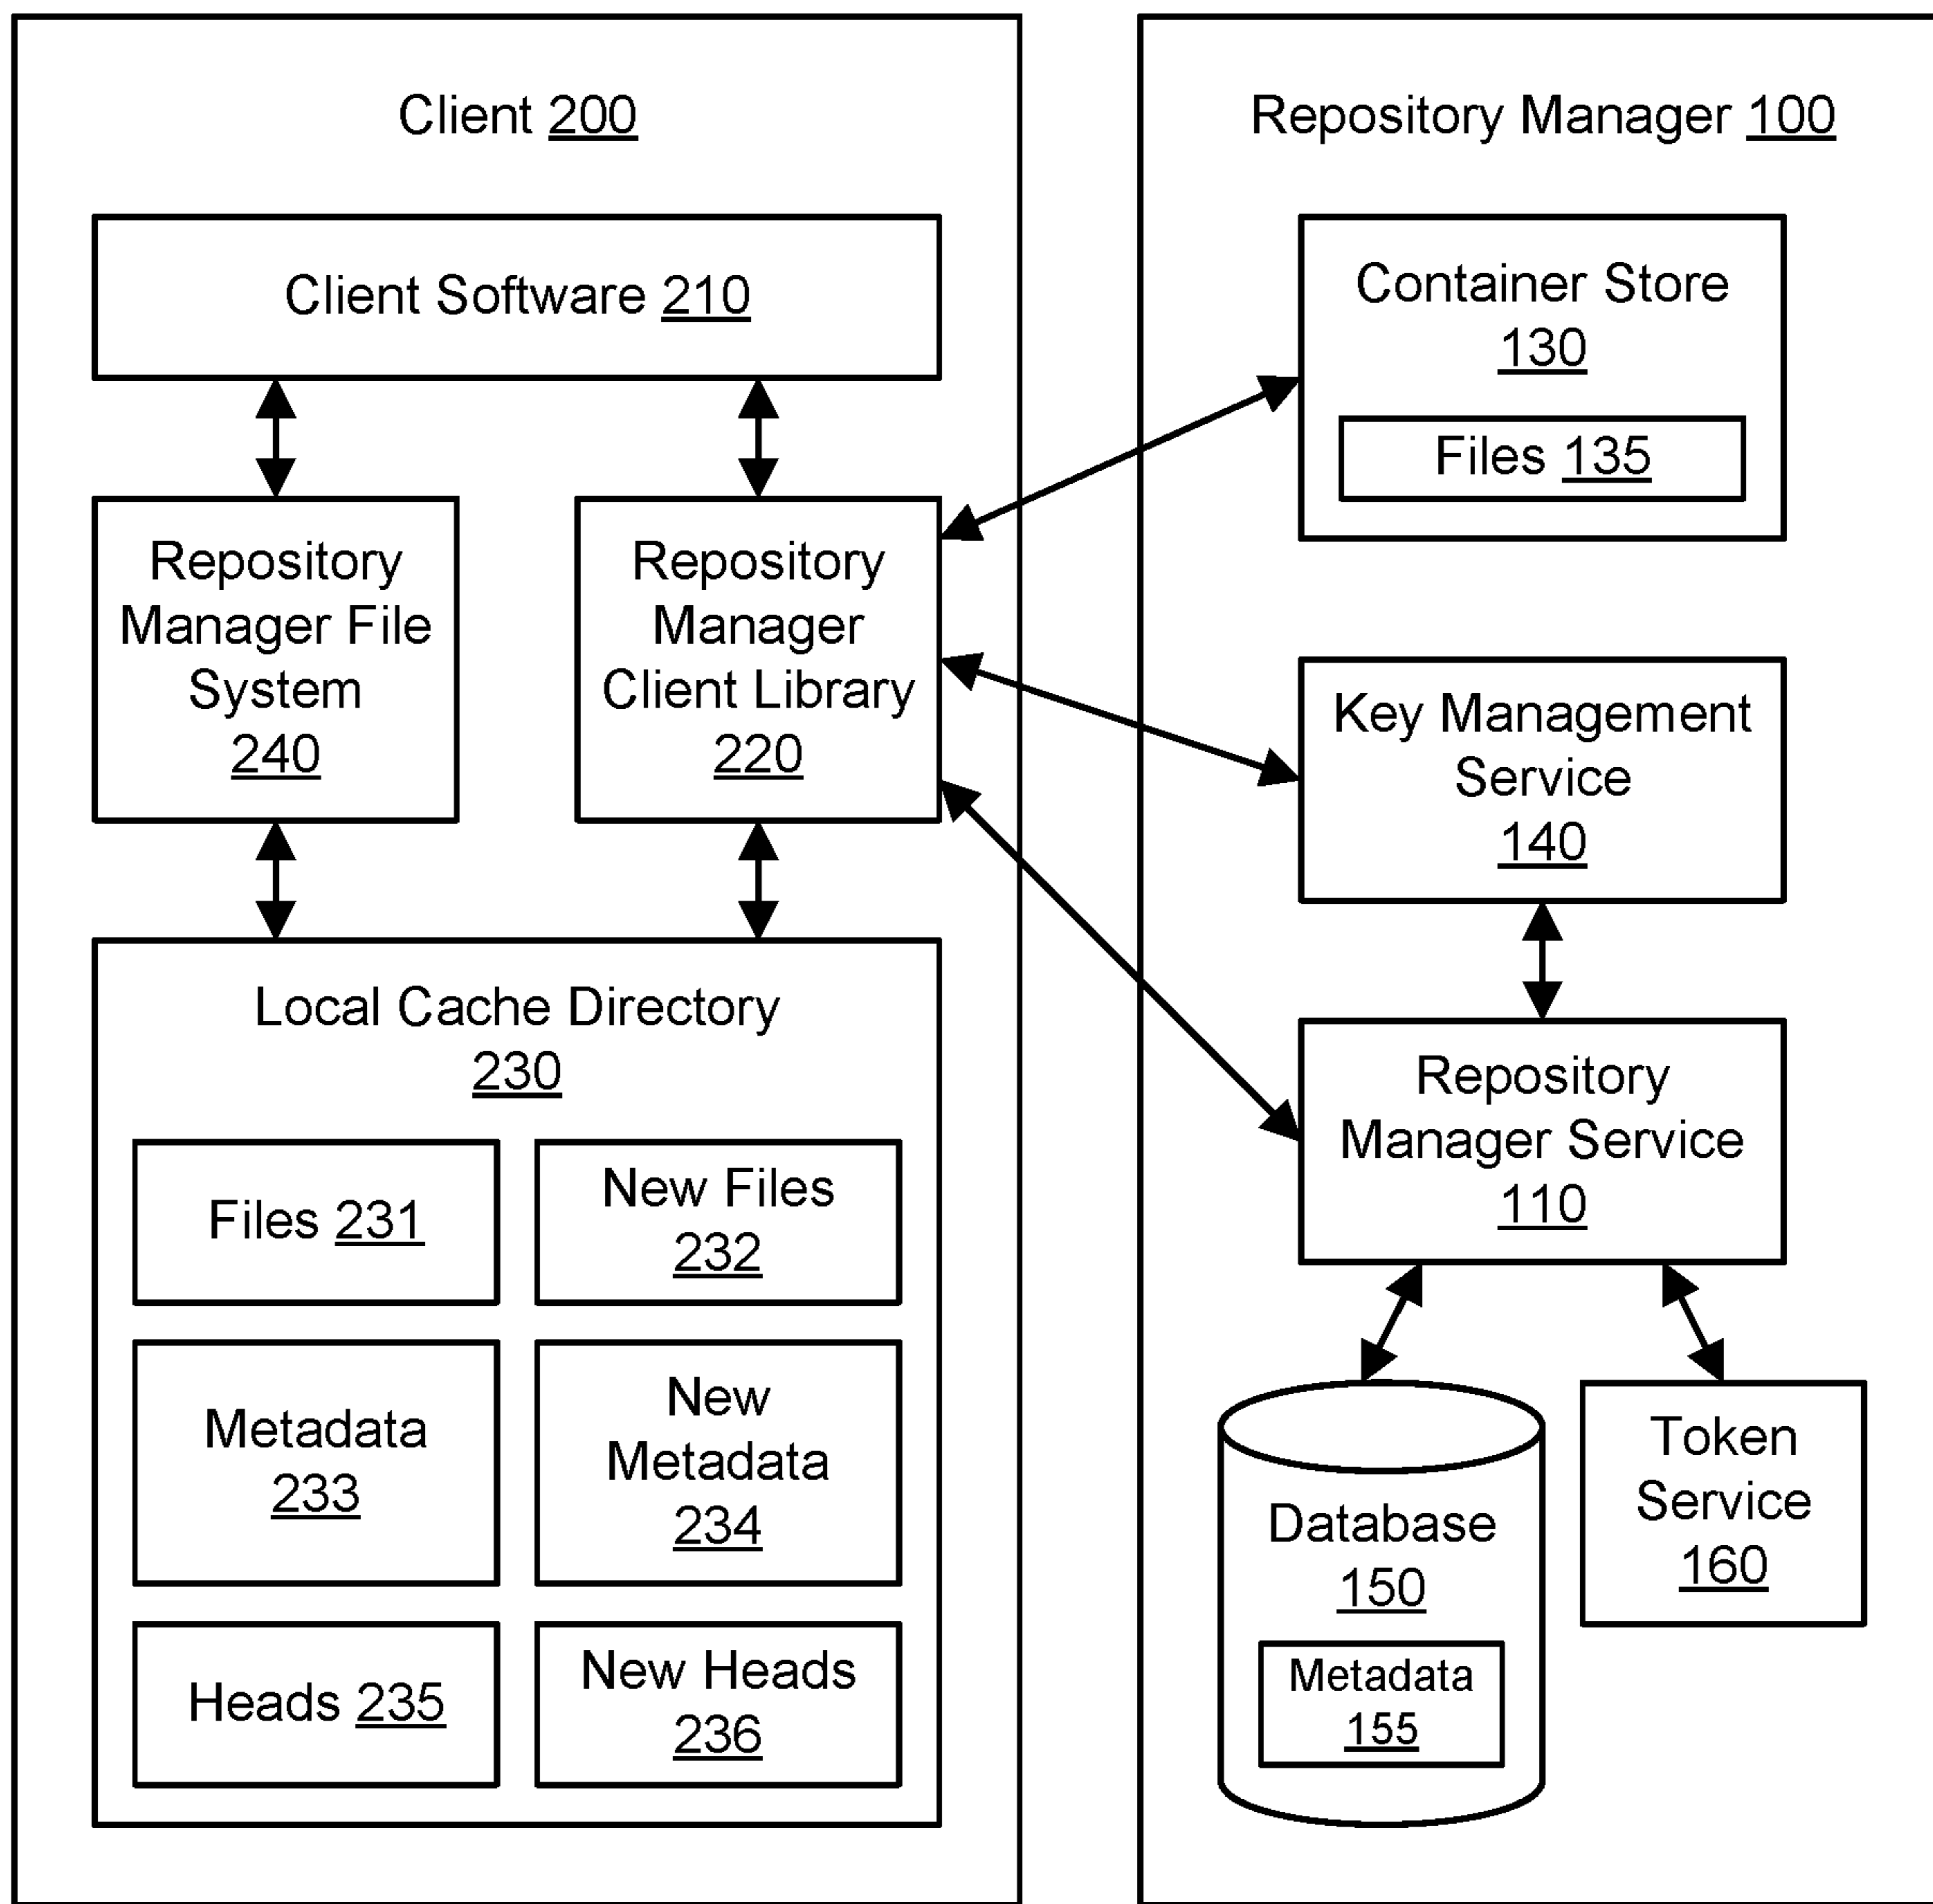 Client 200
Client Software 210
Repository
Manager File
System
240
Repository
Manager
Client Library
220
Local Cache Directory
230
Files 231
New Files
232
Metadata
233
New
Metadata
234
Heads 235
New Heads
236
Repository Manager 100
Container Store
130
Files 135
Key Management
Service
140
Repository
Manager Service
110
Database
150
Metadata
155
Token
Service
160